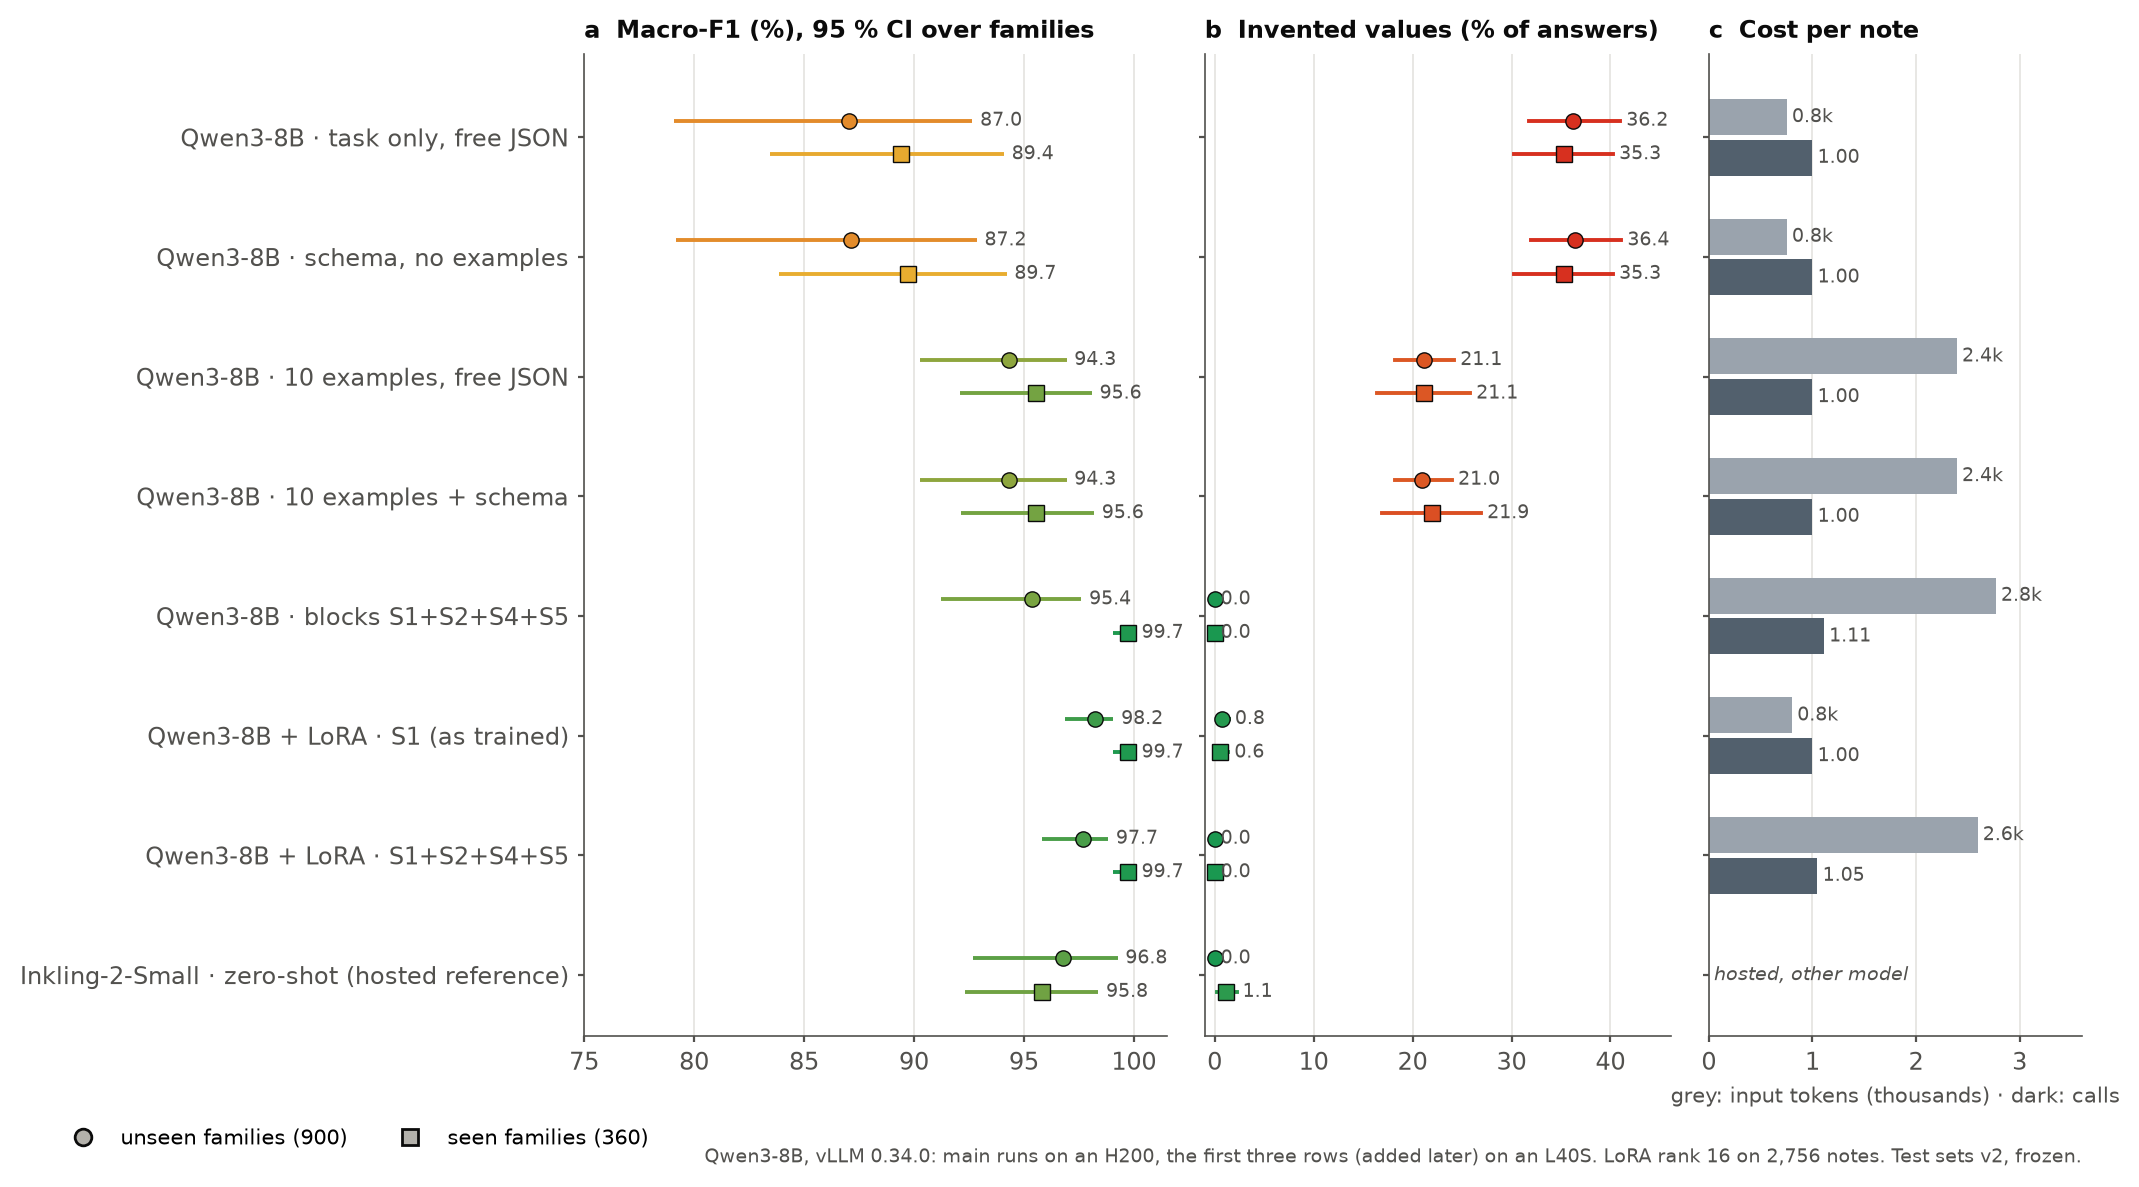 a Macro-F1 (%), 95 % CI over families
b Invented values (% of answers)
c Cost per note
Qwen3-8B · task only, free JSON
87.0
89.4
36.2
35.3
0.8k
1.00
Qwen3-8B · schema, no examples
87.2
89.7
36.4
35.3
0.8k
1.00
Qwen3-8B · 10 examples, free JSON
94.3
95.6
21.1
21.1
2.4k
1.00
Qwen3-8B · 10 examples + schema
94.3
95.6
21.0
21.9
2.4k
1.00
Qwen3-8B · blocks S1+S2+S4+S5
95.4
99.7
0.0
0.0
2.8k
1.11
Qwen3-8B + LoRA · S1 (as trained)
98.2
99.7
0.8
0.6
0.8k
1.00
Qwen3-8B + LoRA · S1+S2+S4+S5
97.7
99.7
0.0
0.0
2.6k
1.05
Inkling-2-Small · zero-shot (hosted reference)
96.8
95.8
0.0
1.1
hosted, other model
75 80 85 90 95 100
0 10 20 30 40
0 1 2 3
grey: input tokens (thousands) · dark: calls
unseen families (900)
seen families (360)
Qwen3-8B, vLLM 0.34.0: main runs on an H200, the first three rows (added later) on an L40S. LoRA rank 16 on 2,756 notes. Test sets v2, frozen.